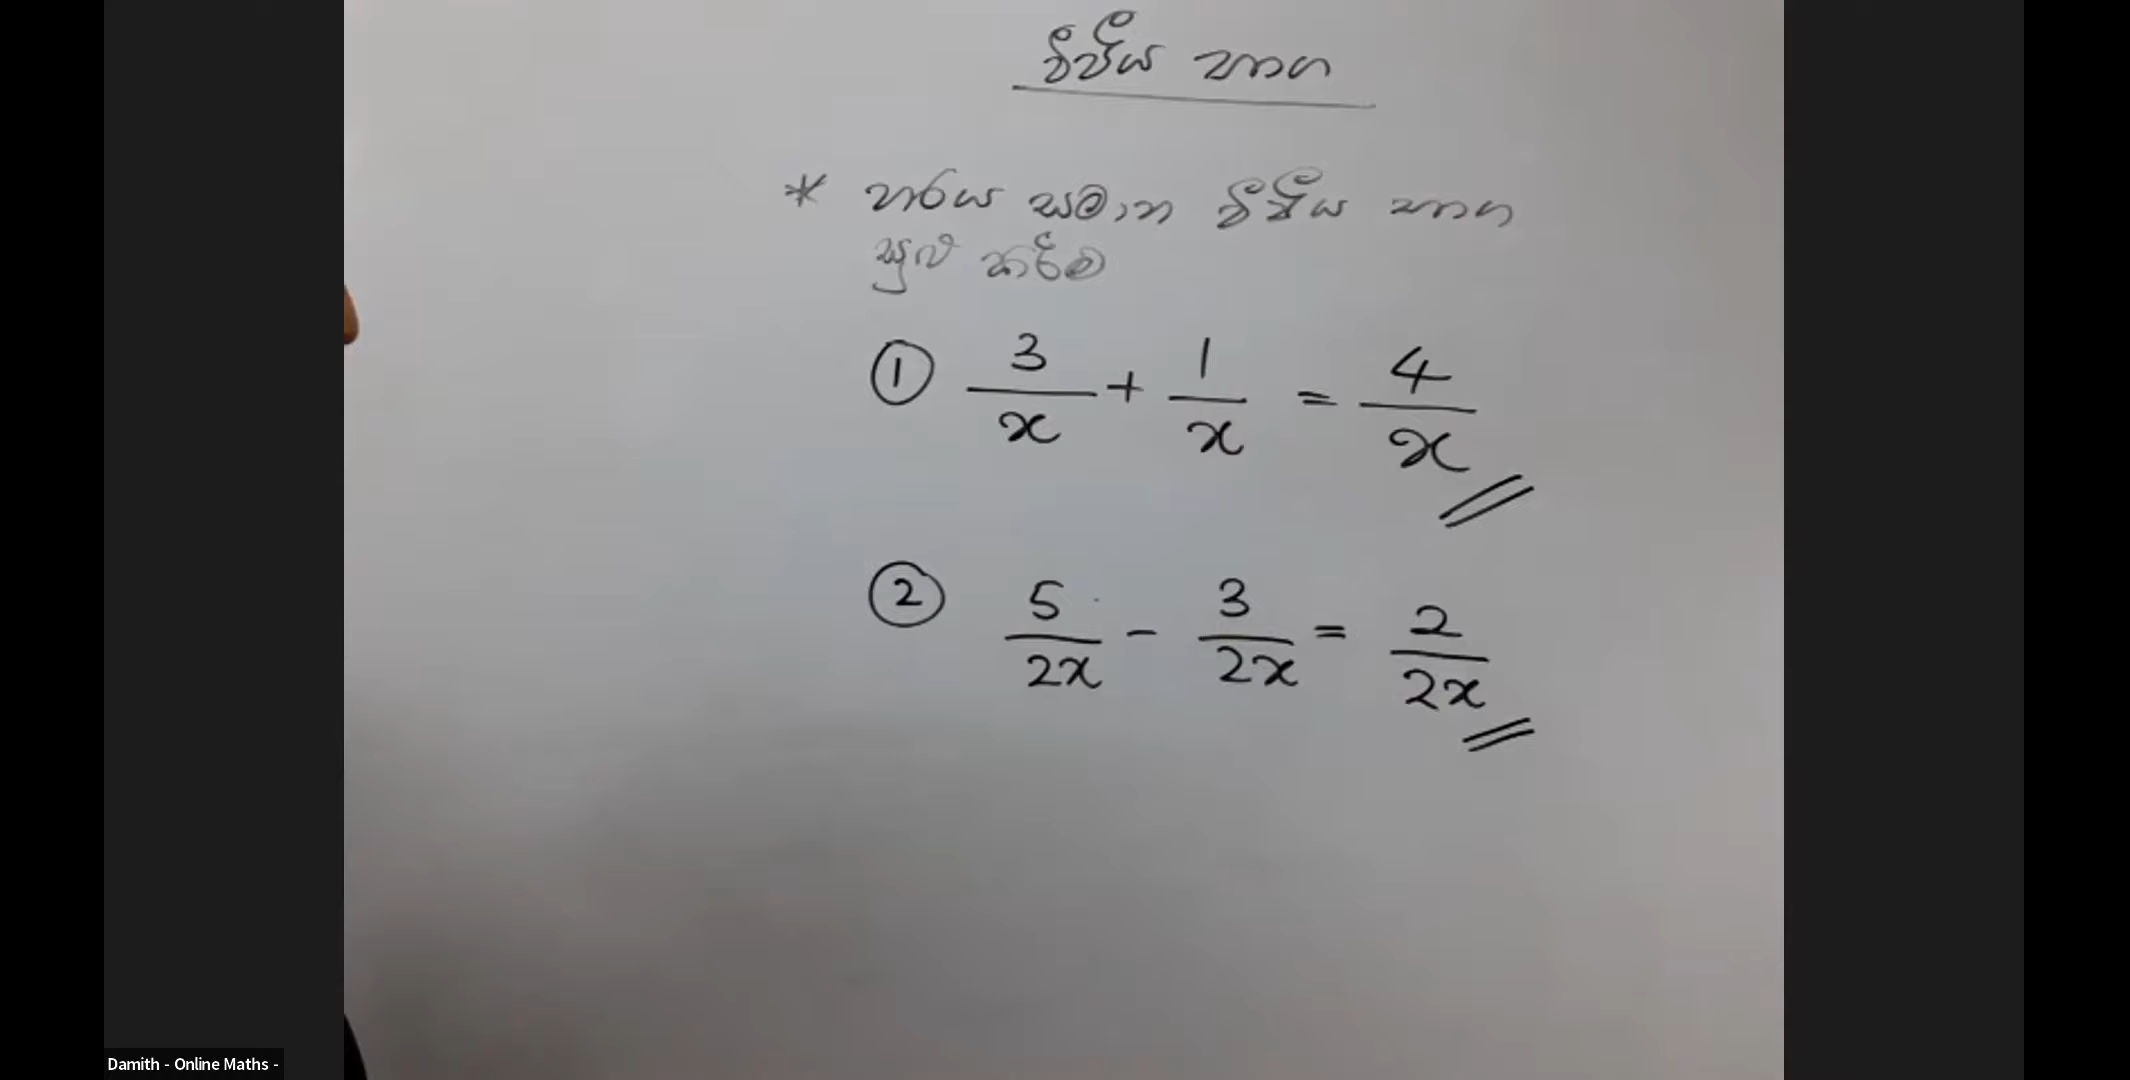 වීජීය භාග
* හරය සමාන වීජීය භාග
සුළු කිරීම
① 3/x + 1/x = 4/x
② 5/2x - 3/2x = 2/2x
Damith - Online Maths -